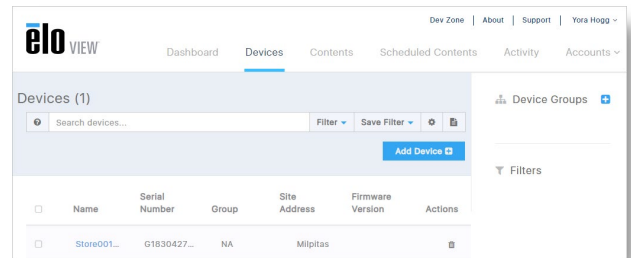 Dev Zone | About | Support | Yora Hogg
elo VIEW
Dashboard Devices Contents Scheduled Contents Activity Accounts
Devices (1)
Device Groups
Search devices... Filter Save Filter
Add Device
Filters
Name Serial Number Group Site Address Firmware Version Actions
Store001... G1830427... NA Milpitas